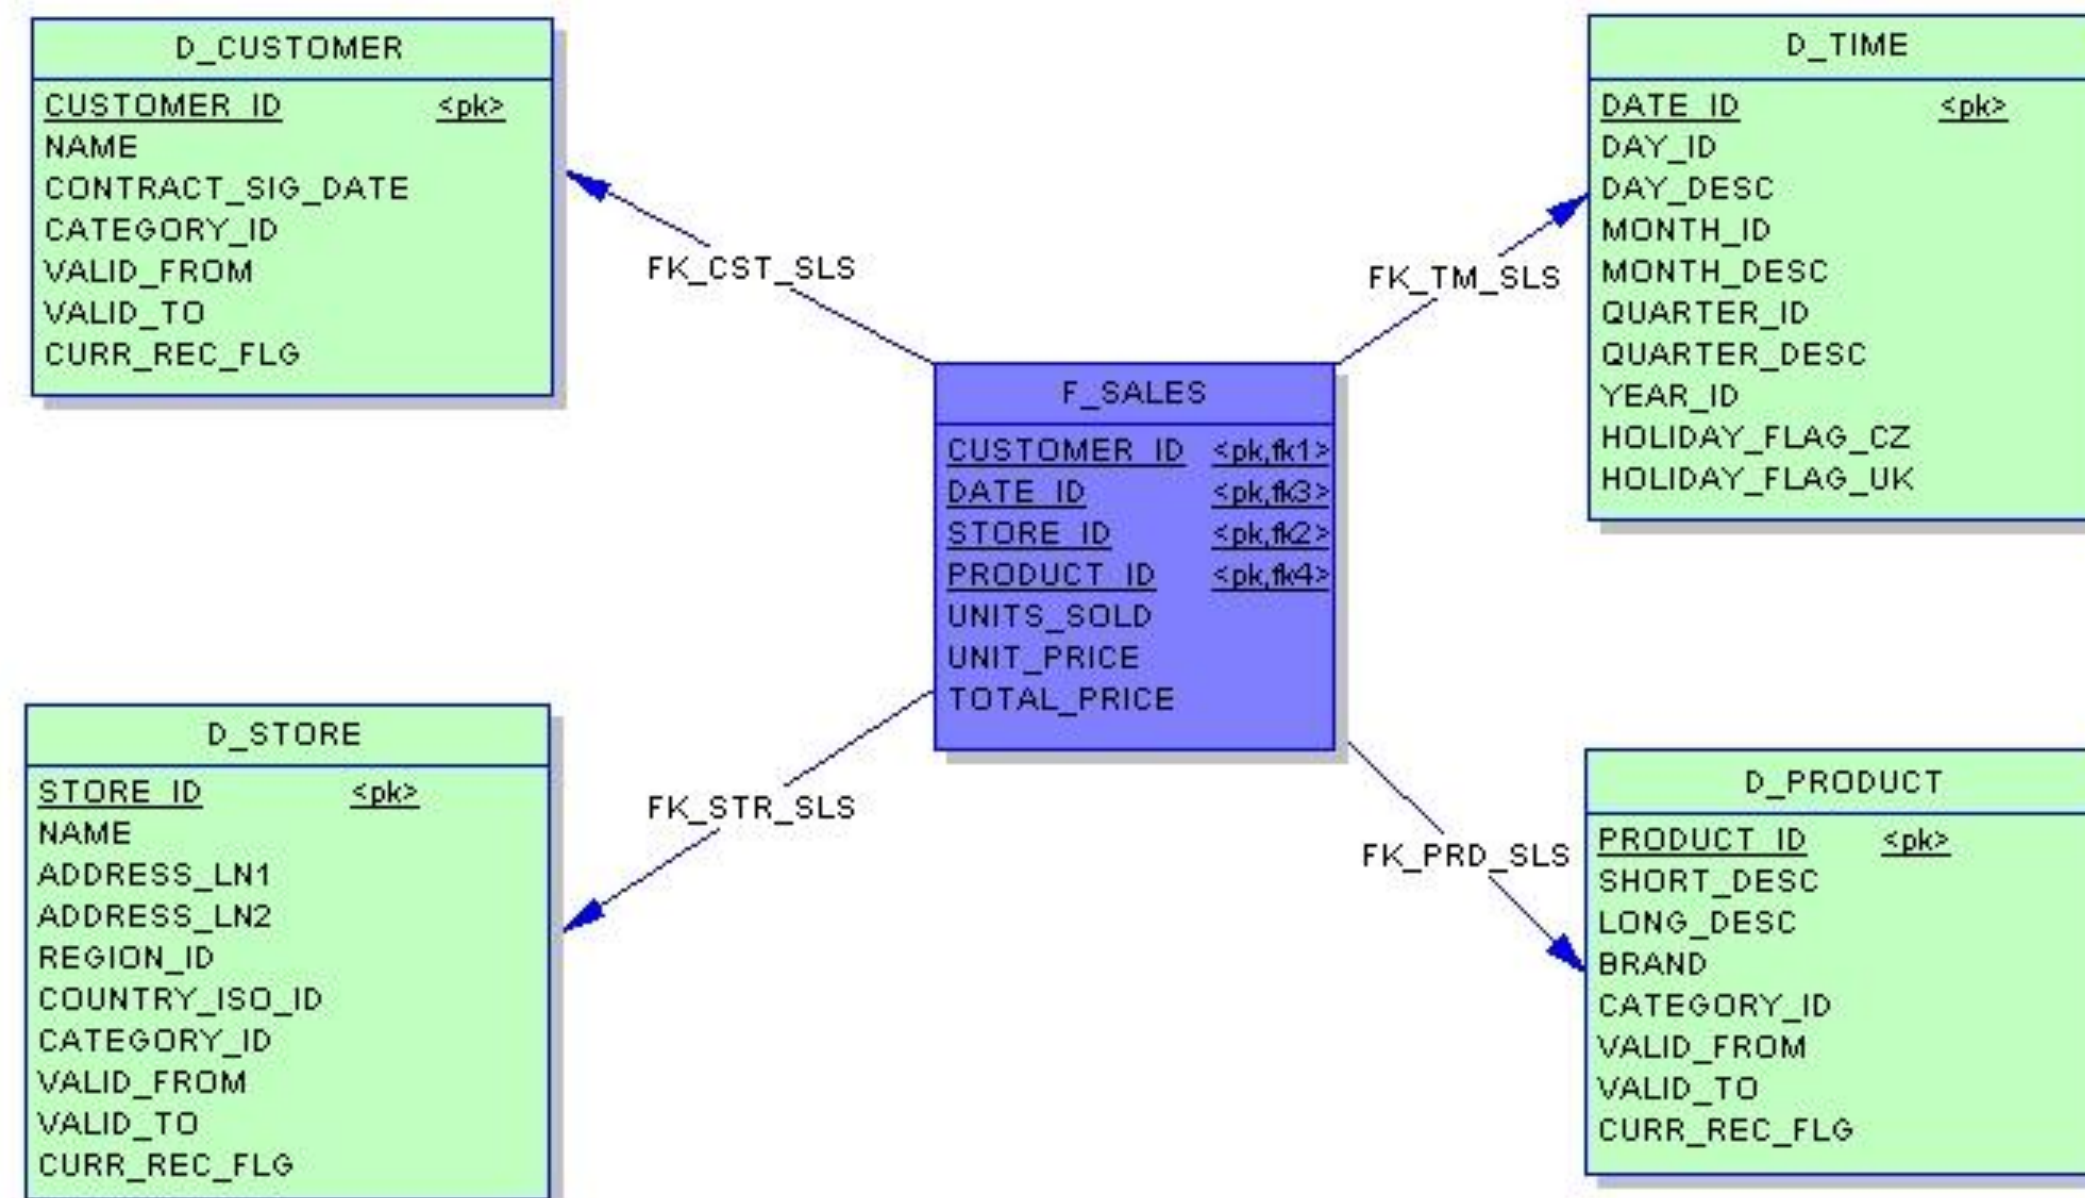 D_CUSTOMER
CUSTOMER_ID <pk>
NAME
CONTRACT_SIG_DATE
CATEGORY_ID
VALID_FROM
VALID_TO
CURR_REC_FLG
D_TIME
DATE_ID <pk>
DAY_ID
DAY_DESC
MONTH_ID
MONTH_DESC
QUARTER_ID
QUARTER_DESC
YEAR_ID
HOLIDAY_FLAG_CZ
HOLIDAY_FLAG_UK
FK_CST_SLS
FK_TM_SLS
F_SALES
CUSTOMER_ID <pk,fk1>
DATE_ID <pk,fk3>
STORE_ID <pk,fk2>
PRODUCT_ID <pk,fk4>
UNITS_SOLD
UNIT_PRICE
TOTAL_PRICE
FK_STR_SLS
FK_PRD_SLS
D_STORE
STORE_ID <pk>
NAME
ADDRESS_LN1
ADDRESS_LN2
REGION_ID
COUNTRY_ISO_ID
CATEGORY_ID
VALID_FROM
VALID_TO
CURR_REC_FLG
D_PRODUCT
PRODUCT_ID <pk>
SHORT_DESC
LONG_DESC
BRAND
CATEGORY_ID
VALID_FROM
VALID_TO
CURR_REC_FLG